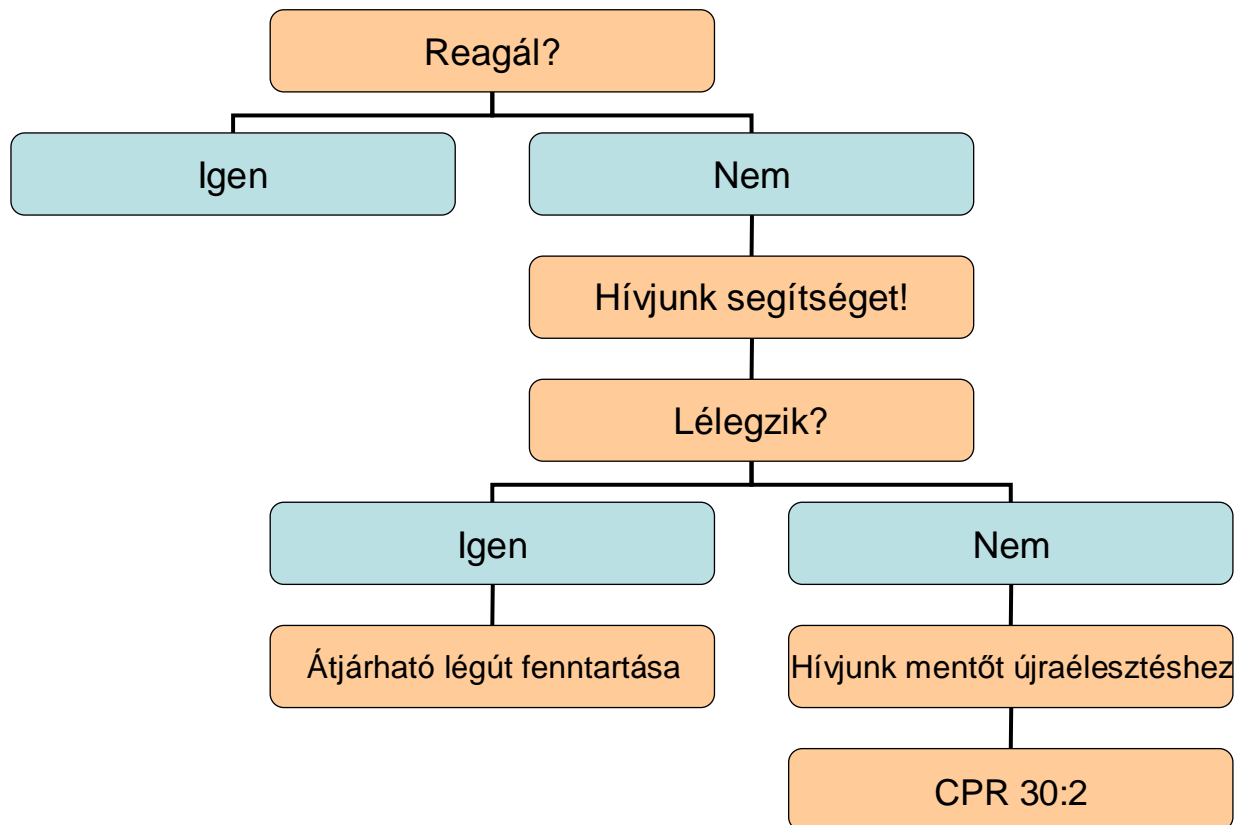 Reagál?
Igen
Nem
Hívjunk segítséget!
Lélegzik?
Igen
Nem
Átjárható légút fenntartása
Hívjunk mentőt újraélesztéshez
CPR 30:2